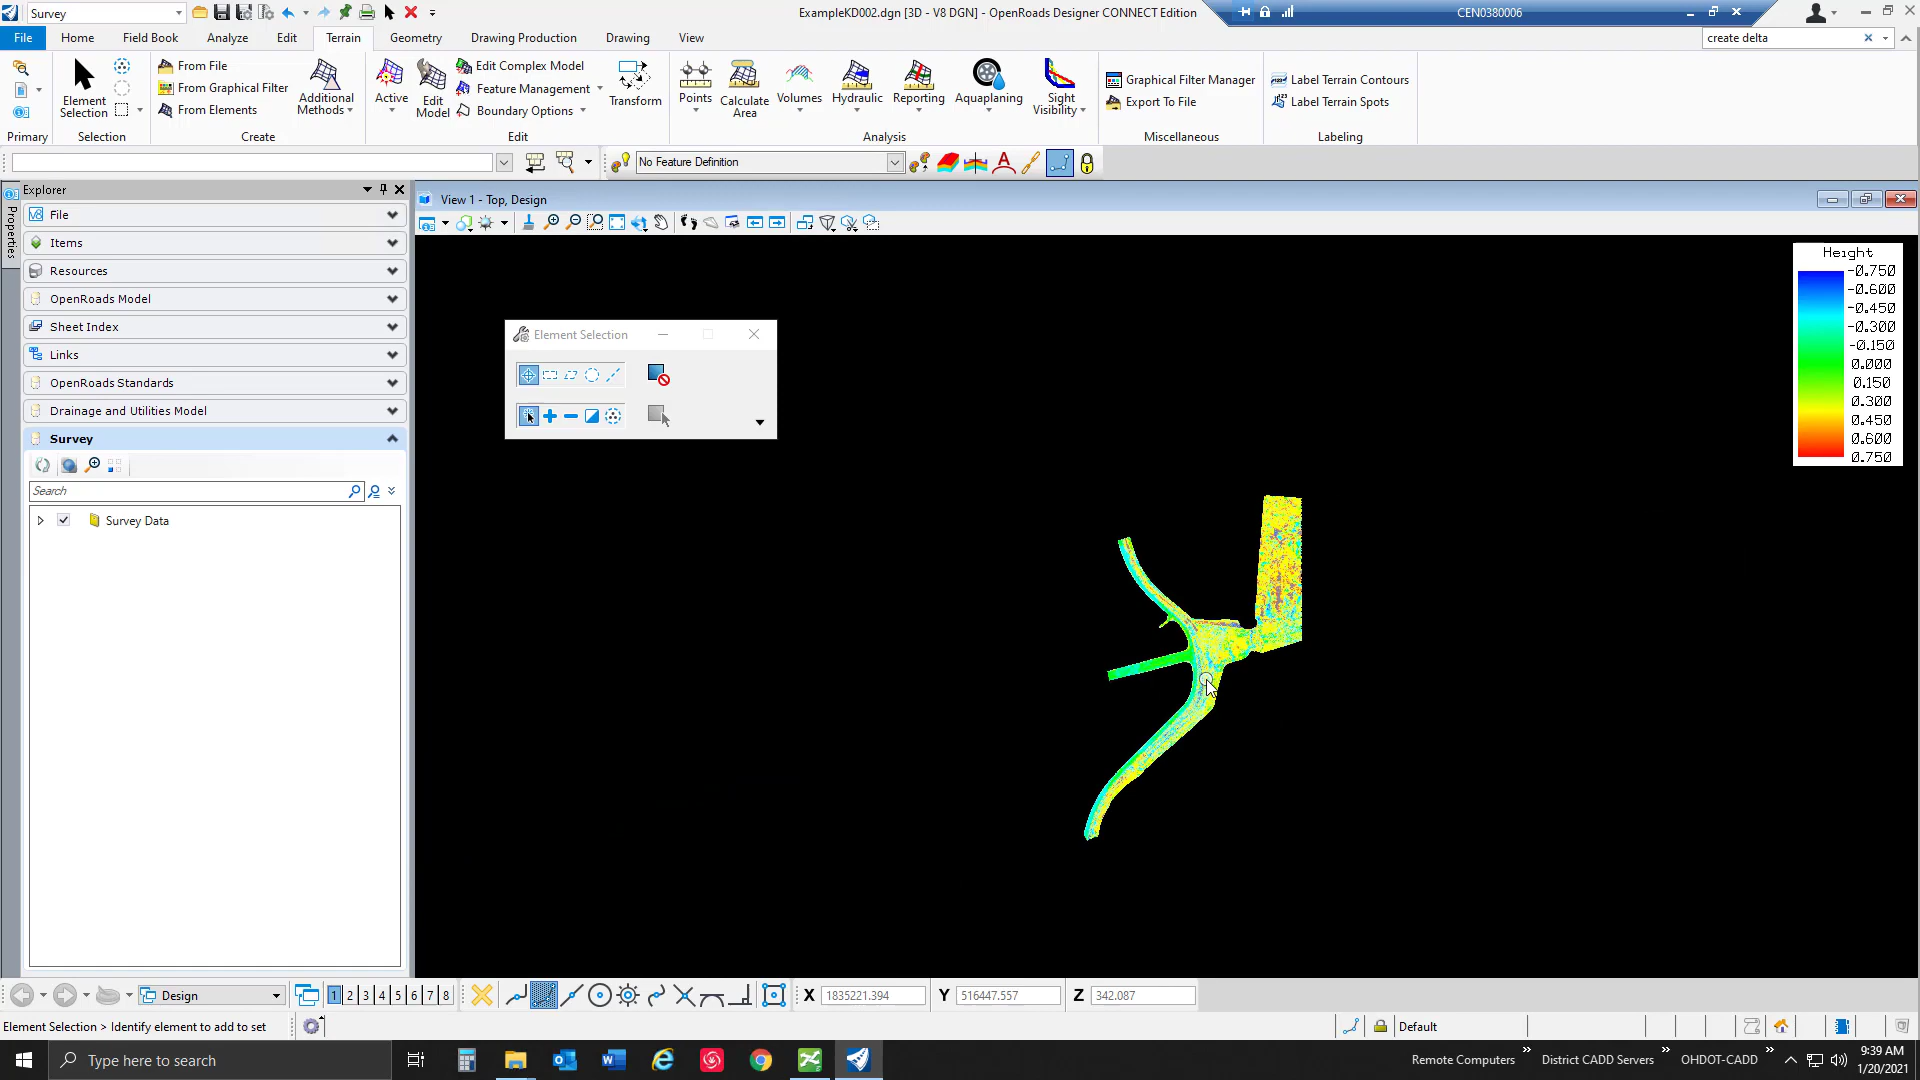 Survey
ExampleKD002.dgn [3D - V8 DGN] - OpenRoads Designer CONNECT Edition
CEN0380006
File Home Field Book Analyze Edit Terrain Geometry Drawing Production Drawing View
create delta
Element Selection
From File
From Graphical Filter
From Elements
Additional Methods
Active
Edit Model
Edit Complex Model
Feature Management
Boundary Options
Transform
Points
Calculate Area
Volumes
Hydraulic
Reporting
Aquaplaning
Sight Visibility
Graphical Filter Manager
Export To File
Label Terrain Contours
Label Terrain Spots
Primary Selection Create Edit Analysis Miscellaneous Labeling
No Feature Definition
Properties
Explorer
File
Items
Resources
OpenRoads Model
Sheet Index
Links
OpenRoads Standards
Drainage and Utilities Model
Survey
Search
Survey Data
View 1 - Top, Design
Element Selection
Height
-0.750
-0.600
-0.450
-0.300
-0.150
0.000
0.150
0.300
0.450
0.600
0.750
Design
1 2 3 4 5 6 7 8
X 1835221.394 Y 516447.557 Z 342.087
Element Selection > Identify element to add to set
Default
Type here to search
Remote Computers
District CADD Servers
OHDOT-CADD
9:39 AM
1/20/2021